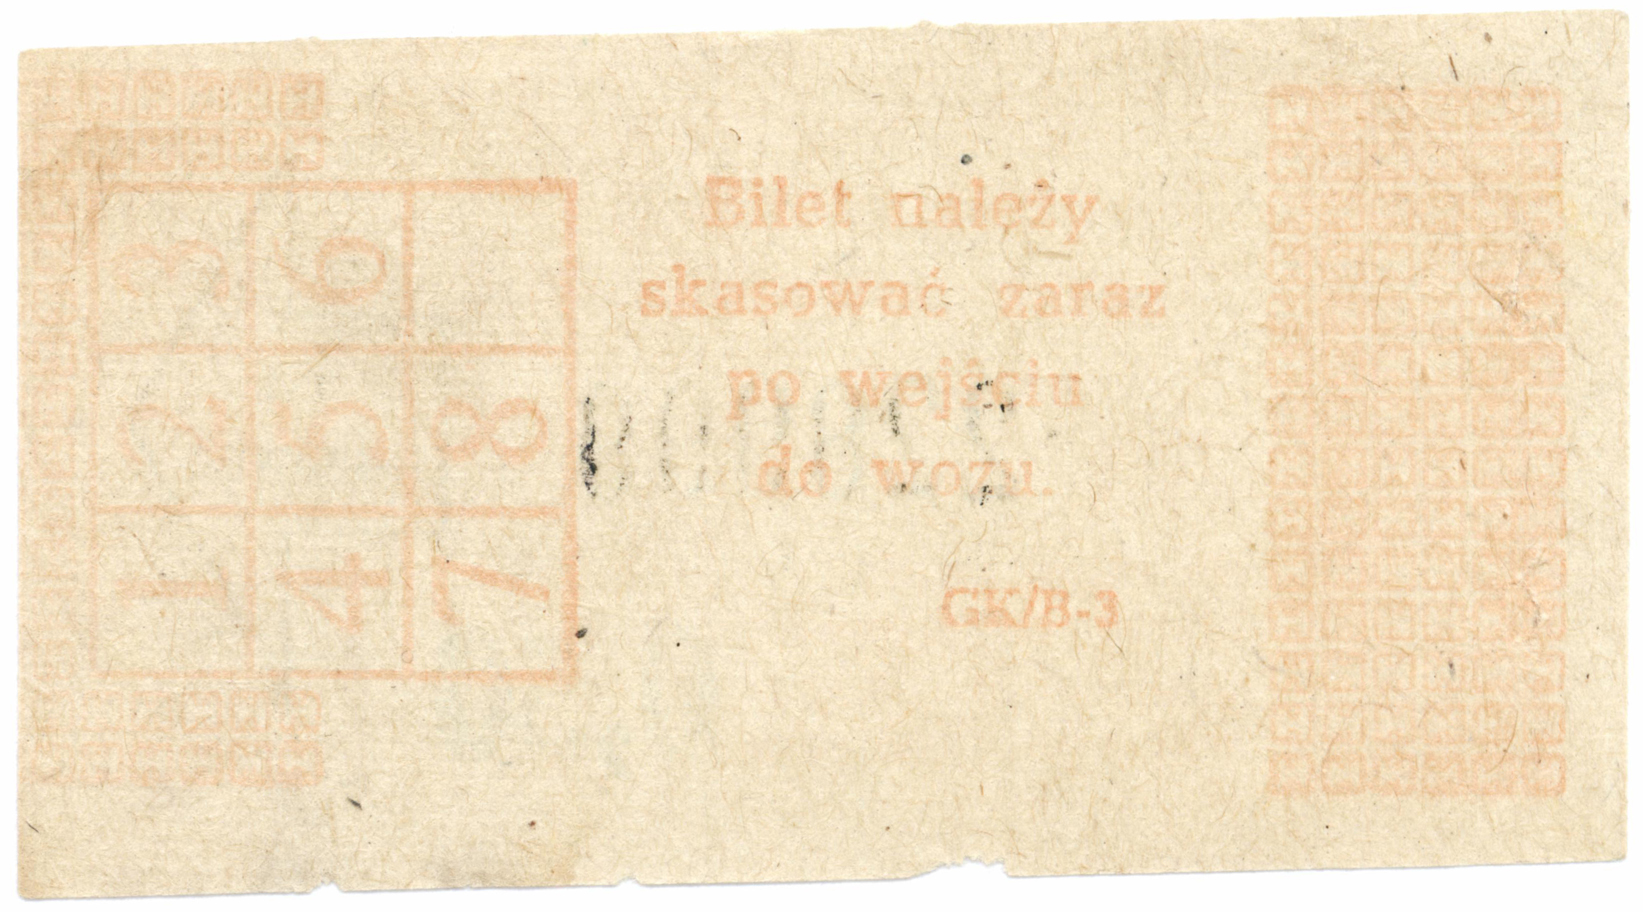 3 6
2 5 8
1 4 7
Bilet należy
skasować zaraz
po wejściu
do wozu.
GK/B-3